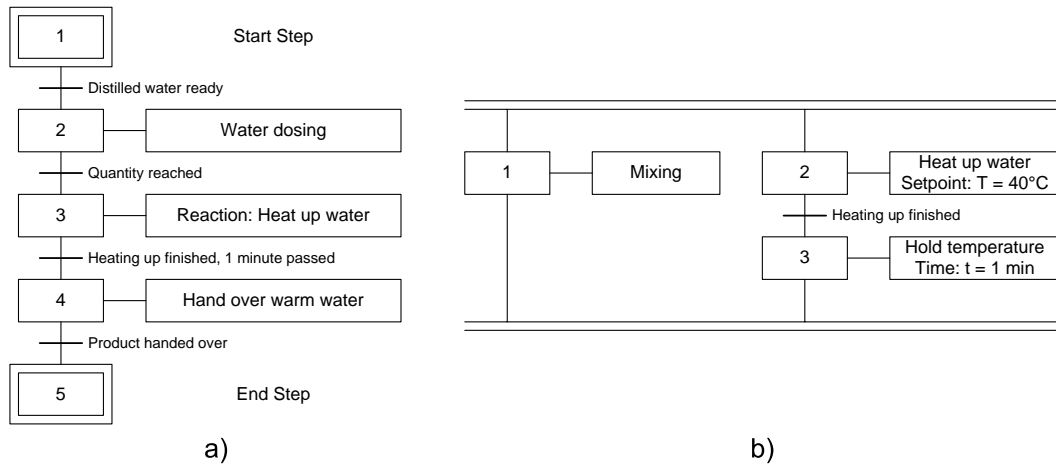 1
Start Step
Distilled water ready
2
Water dosing
Quantity reached
3
Reaction: Heat up water
Heating up finished, 1 minute passed
4
Hand over warm water
Product handed over
5
End Step
a)
1
Mixing
2
Heat up water
Setpoint: T = 40°C
Heating up finished
3
Hold temperature
Time: t = 1 min
b)